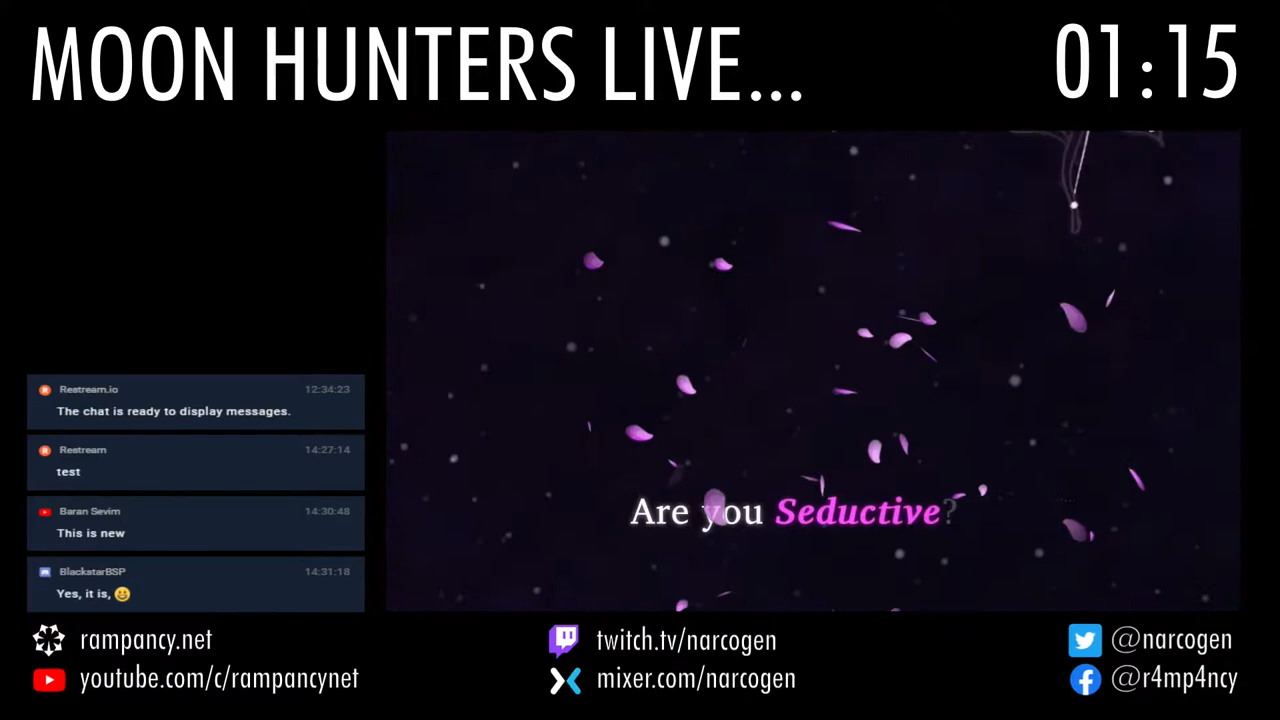 MOON HUNTERS LIVE...
01:15
Restream.io 12:34:23
The chat is ready to display messages.
Restream 14:27:14
test
Baran Sevim 14:30:48
This is new
BlackstarBSP 14:31:18
Yes, it is, 😀
Are you Seductive?
rampancy.net
youtube.com/c/rampancynet
twitch.tv/narcogen
mixer.com/narcogen
@narcogen
@r4mp4ncy